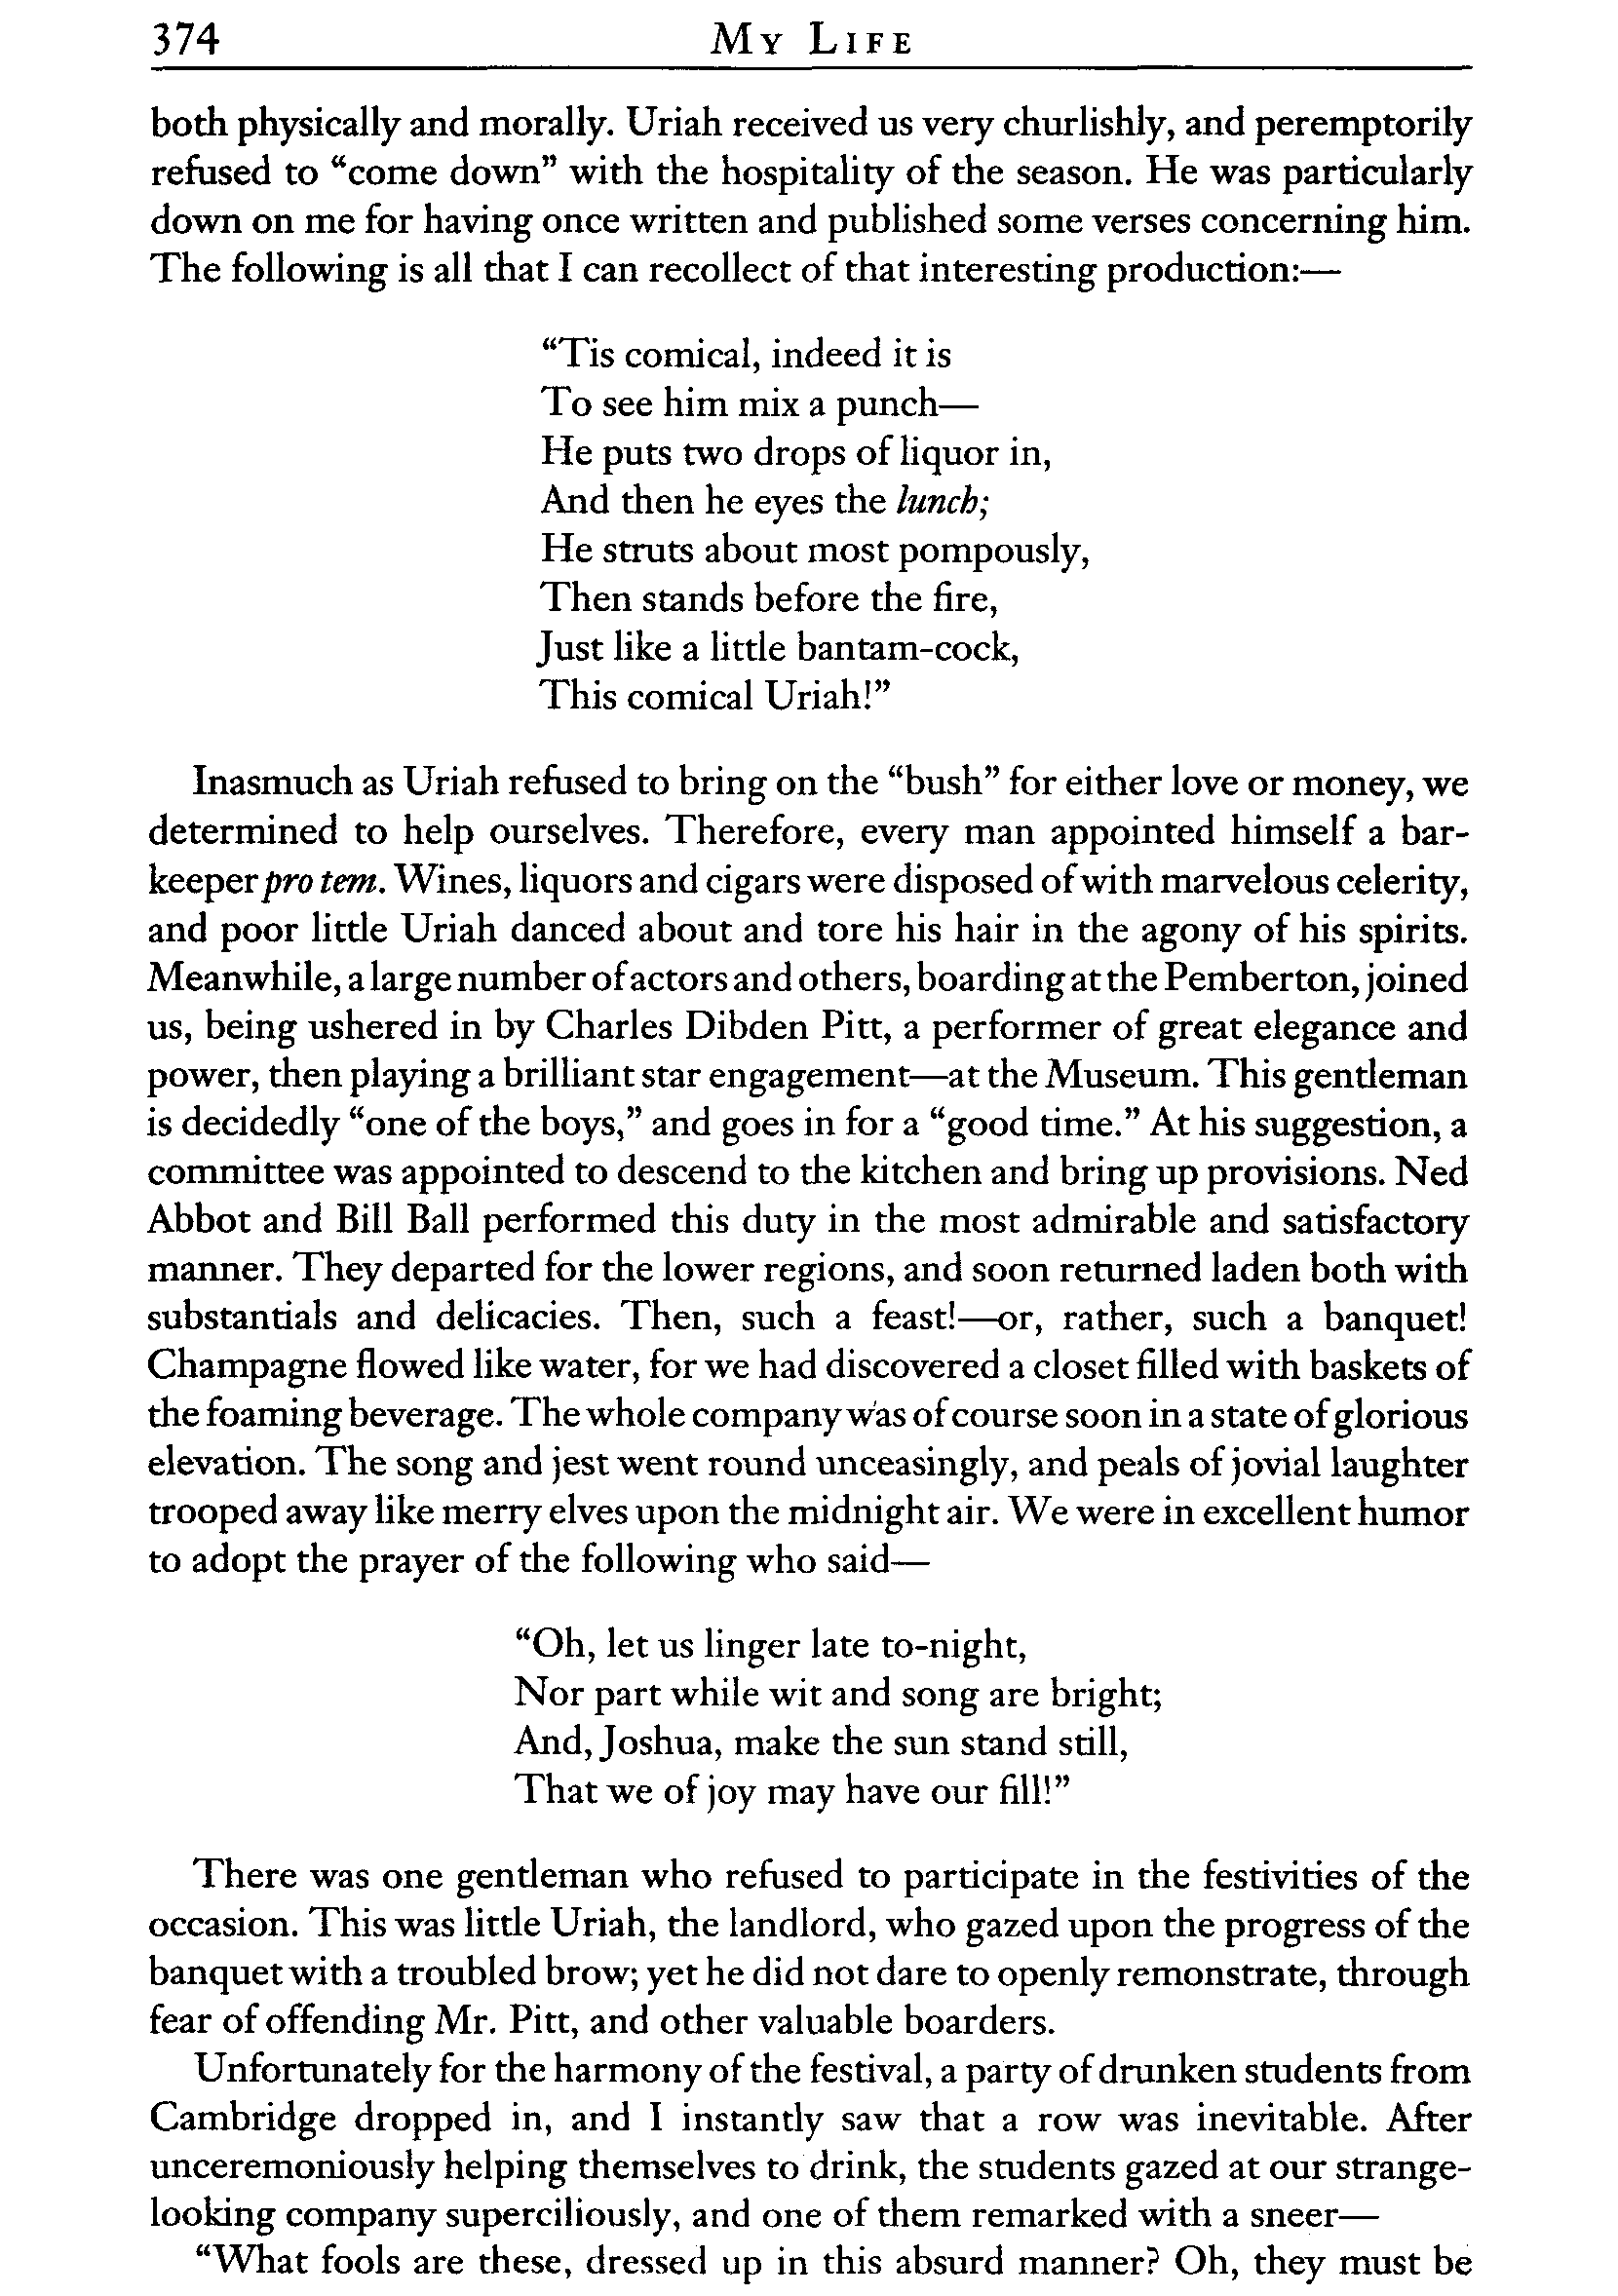 374
MY LIFE
both physically and morally. Uriah received us very churlishly, and peremptorily
refused to “come down” with the hospitality of the season. He was particularly
down on me for having once written and published some verses concerning him.
The following is all that I can recollect of that interesting production:—
“Tis comical, indeed it is
To see him mix a punch—
He puts two drops of liquor in,
And then he eyes the lunch;
He struts about most pompously,
Then stands before the fire,
Just like a little bantam-cock,
This comical Uriah!”
Inasmuch as Uriah refused to bring on the “bush” for either love or money, we
determined to help ourselves. Therefore, every man appointed himself a bar-
keeper pro tem. Wines, liquors and cigars were disposed of with marvelous celerity,
and poor little Uriah danced about and tore his hair in the agony of his spirits.
Meanwhile, a large number of actors and others, boarding at the Pemberton, joined
us, being ushered in by Charles Dibden Pitt, a performer of great elegance and
power, then playing a brilliant star engagement—at the Museum. This gentleman
is decidedly “one of the boys,” and goes in for a “good time.” At his suggestion, a
committee was appointed to descend to the kitchen and bring up provisions. Ned
Abbot and Bill Ball performed this duty in the most admirable and satisfactory
manner. They departed for the lower regions, and soon returned laden both with
substantials and delicacies. Then, such a feast!—or, rather, such a banquet!
Champagne flowed like water, for we had discovered a closet filled with baskets of
the foaming beverage. The whole company was of course soon in a state of glorious
elevation. The song and jest went round unceasingly, and peals of jovial laughter
trooped away like merry elves upon the midnight air. We were in excellent humor
to adopt the prayer of the following who said—
“Oh, let us linger late to-night,
Nor part while wit and song are bright;
And, Joshua, make the sun stand still,
That we of joy may have our fill!”
There was one gentleman who refused to participate in the festivities of the
occasion. This was little Uriah, the landlord, who gazed upon the progress of the
banquet with a troubled brow; yet he did not dare to openly remonstrate, through
fear of offending Mr. Pitt, and other valuable boarders.
Unfortunately for the harmony of the festival, a party of drunken students from
Cambridge dropped in, and I instantly saw that a row was inevitable. After
unceremoniously helping themselves to drink, the students gazed at our strange-
looking company superciliously, and one of them remarked with a sneer—
“What fools are these, dressed up in this absurd manner? Oh, they must be